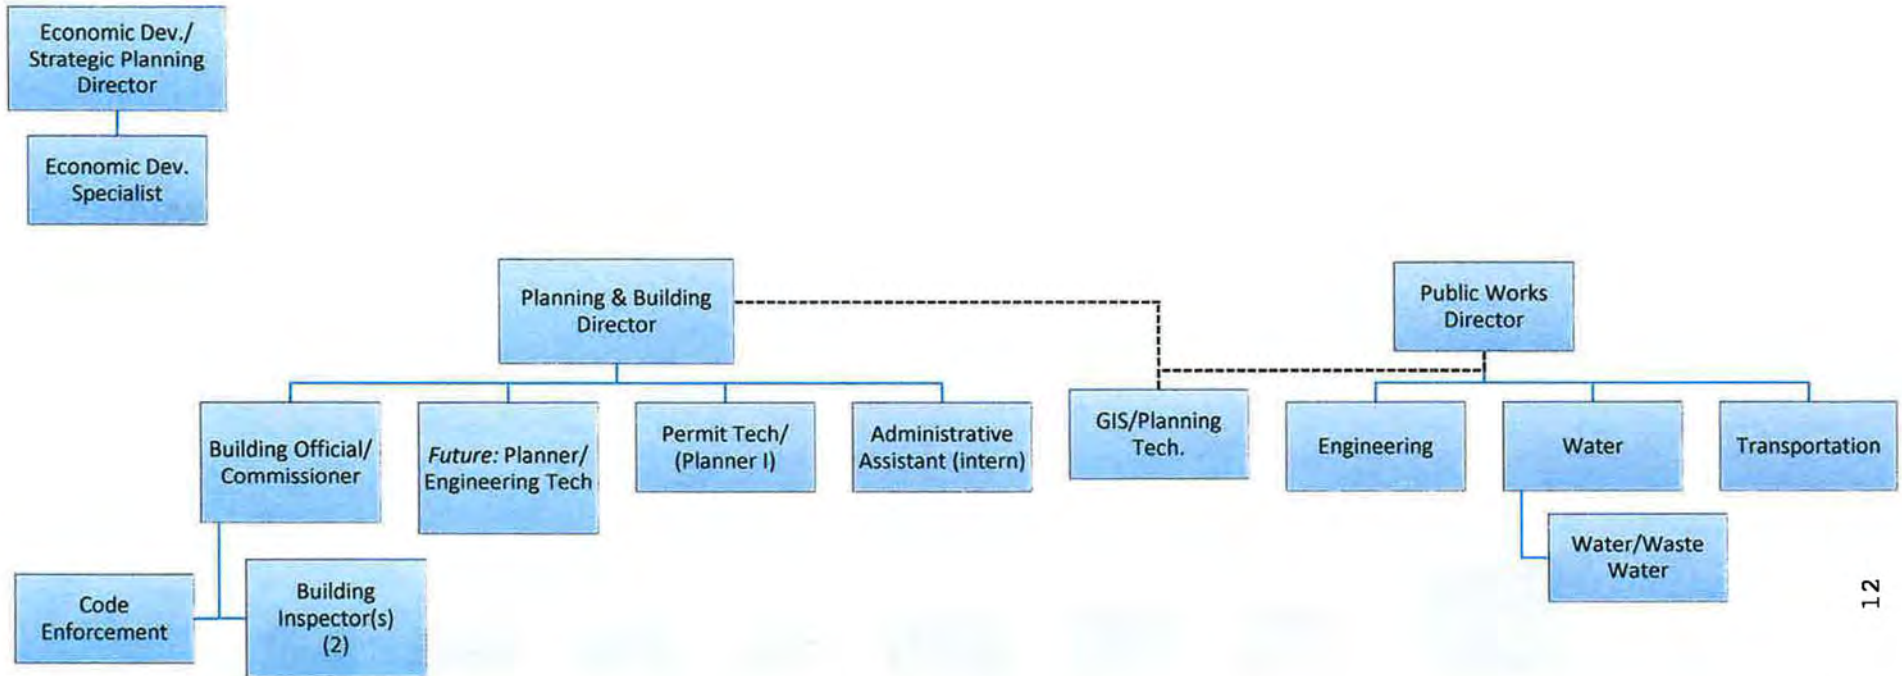 Economic Dev./
Strategic Planning
Director
Economic Dev.
Specialist
Planning & Building
Director
Public Works
Director
Building Official/
Commissioner
Future: Planner/
Engineering Tech
Permit Tech/
(Planner I)
Administrative
Assistant (intern)
GIS/Planning
Tech.
Engineering
Water
Transportation
Code
Enforcement
Building
Inspector(s)
(2)
Water/Waste
Water
12